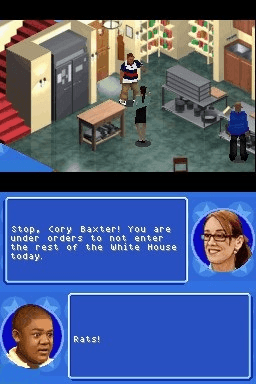 Stop, Cory Baxter! You are
under orders to not enter
the rest of the White House
today.
Rats!